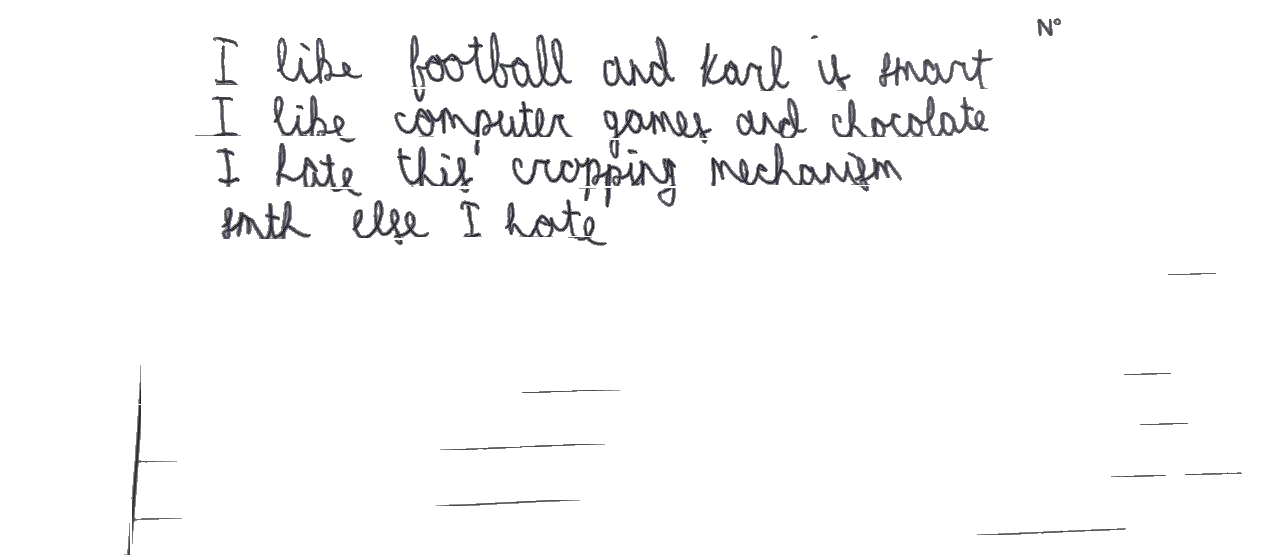 N°
I like football and Karl is smart
I like computer games and chocolate
I hate this cropping mechanism
smth else I hate